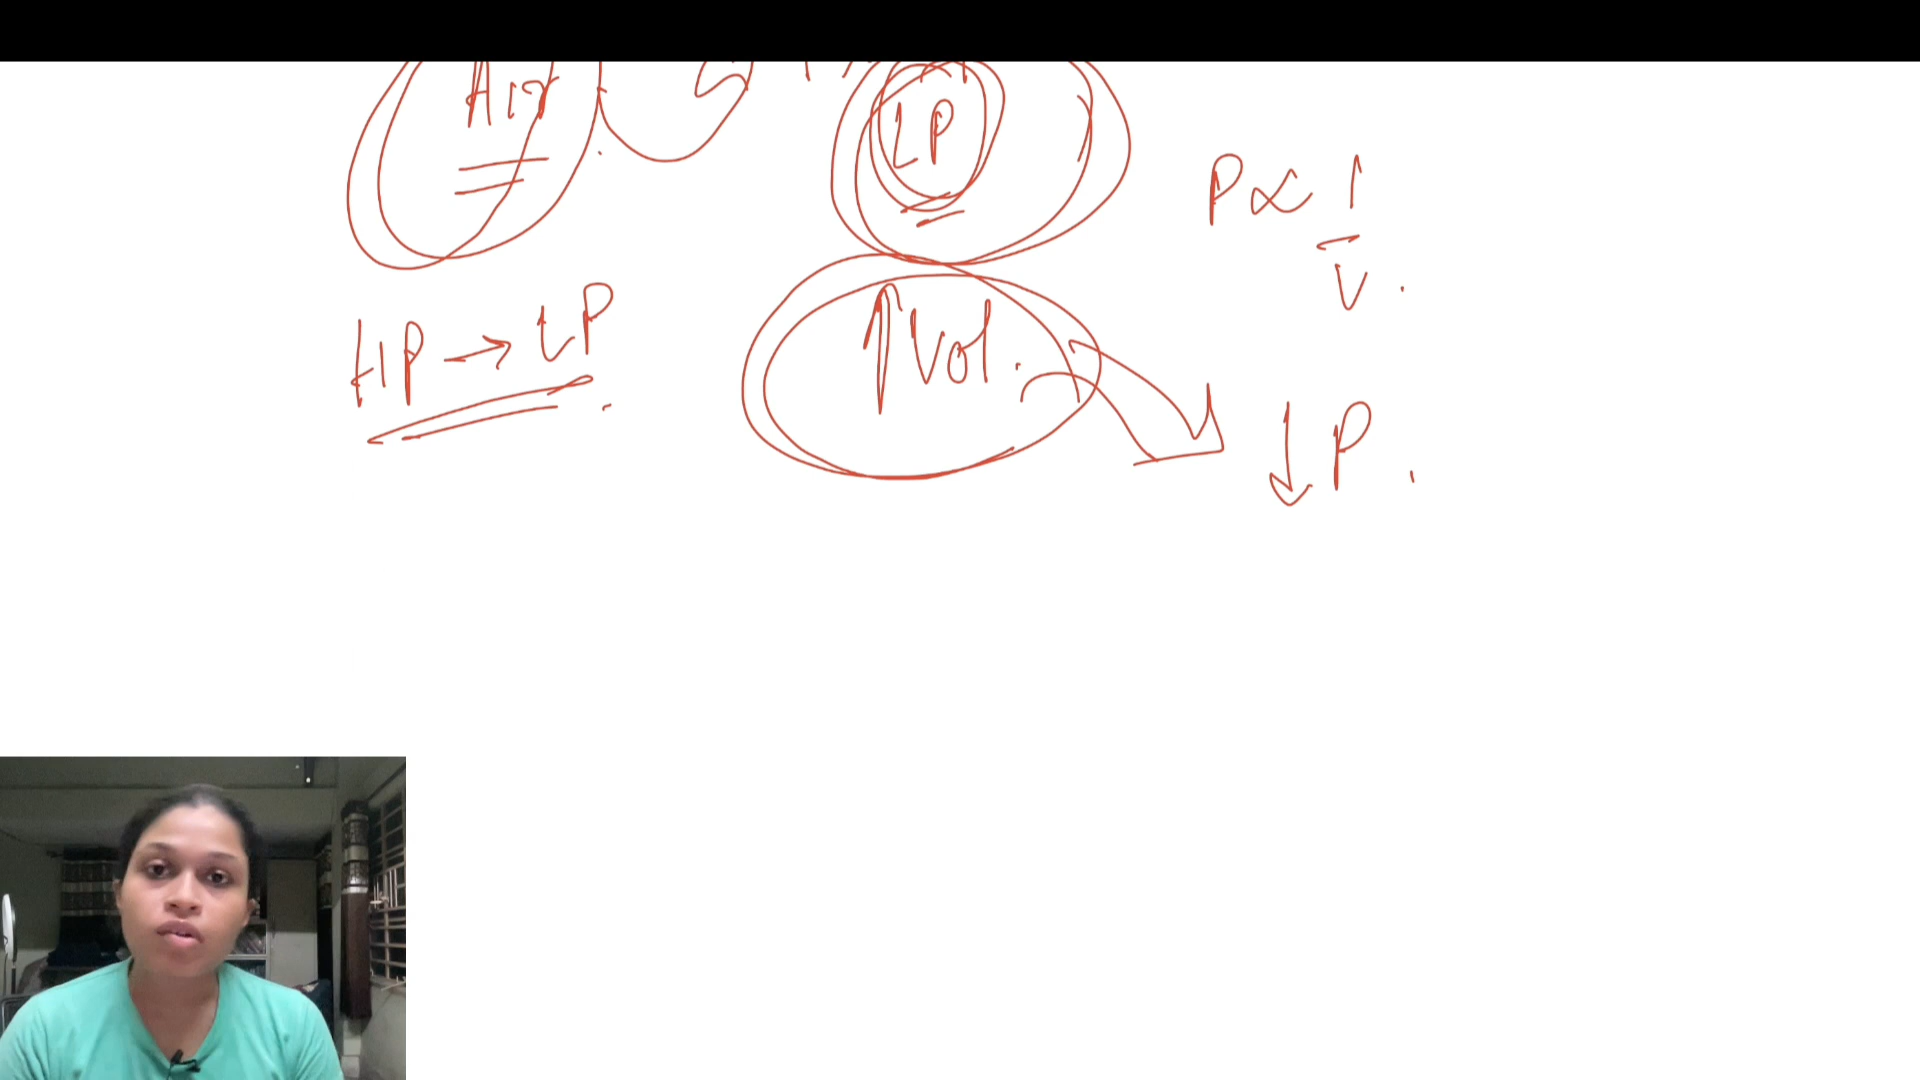 Air
LP
P ∝ 1/V.
HP → LP
↑ Vol.
↓ P.